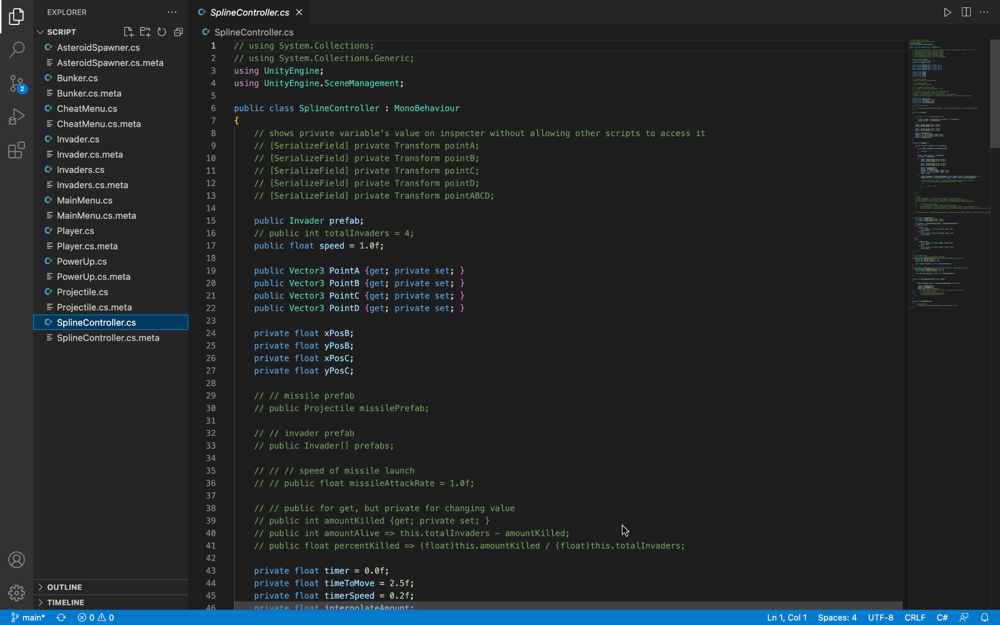 EXPLORER
SCRIPT
AsteroidSpawner.cs
AsteroidSpawner.cs.meta
Bunker.cs
Bunker.cs.meta
CheatMenu.cs
CheatMenu.cs.meta
Invader.cs
Invader.cs.meta
Invaders.cs
Invaders.cs.meta
MainMenu.cs
MainMenu.cs.meta
Player.cs
Player.cs.meta
PowerUp.cs
PowerUp.cs.meta
Projectile.cs
Projectile.cs.meta
SplineController.cs
SplineController.cs.meta
OUTLINE
TIMELINE
2
SplineController.cs
SplineController.cs
1 // using System.Collections;
2 // using System.Collections.Generic;
3 using UnityEngine;
4 using UnityEngine.SceneManagement;
5
6 public class SplineController : MonoBehaviour
7 {
8 // shows private variable's value on inspecter without allowing other scripts to access it
9 // [SerializeField] private Transform pointA;
10 // [SerializeField] private Transform pointB;
11 // [SerializeField] private Transform pointC;
12 // [SerializeField] private Transform pointD;
13 // [SerializeField] private Transform pointABCD;
14
15 public Invader prefab;
16 // public int totalInvaders = 4;
17 public float speed = 1.0f;
18
19 public Vector3 PointA {get; private set; }
20 public Vector3 PointB {get; private set; }
21 public Vector3 PointC {get; private set; }
22 public Vector3 PointD {get; private set; }
23
24 private float xPosB;
25 private float yPosB;
26 private float xPosC;
27 private float yPosC;
28
29 // // missile prefab
30 // public Projectile missilePrefab;
31
32 // // invader prefab
33 // public Invader[] prefabs;
34
35 // // // speed of missile launch
36 // // public float missileAttackRate = 1.0f;
37
38 // // public for get, but private for changing value
39 // public int amountKilled {get; private set; }
40 // public int amountAlive => this.totalInvaders - amountKilled;
41 // public float percentKilled => (float)this.amountKilled / (float)this.totalInvaders;
42
43 private float timer = 0.0f;
44 private float timeToMove = 2.5f;
45 private float timerSpeed = 0.2f;
46 private float interpolateAmount;
main* 0 0 Ln 1, Col 1 Spaces: 4 UTF-8 CRLF C#